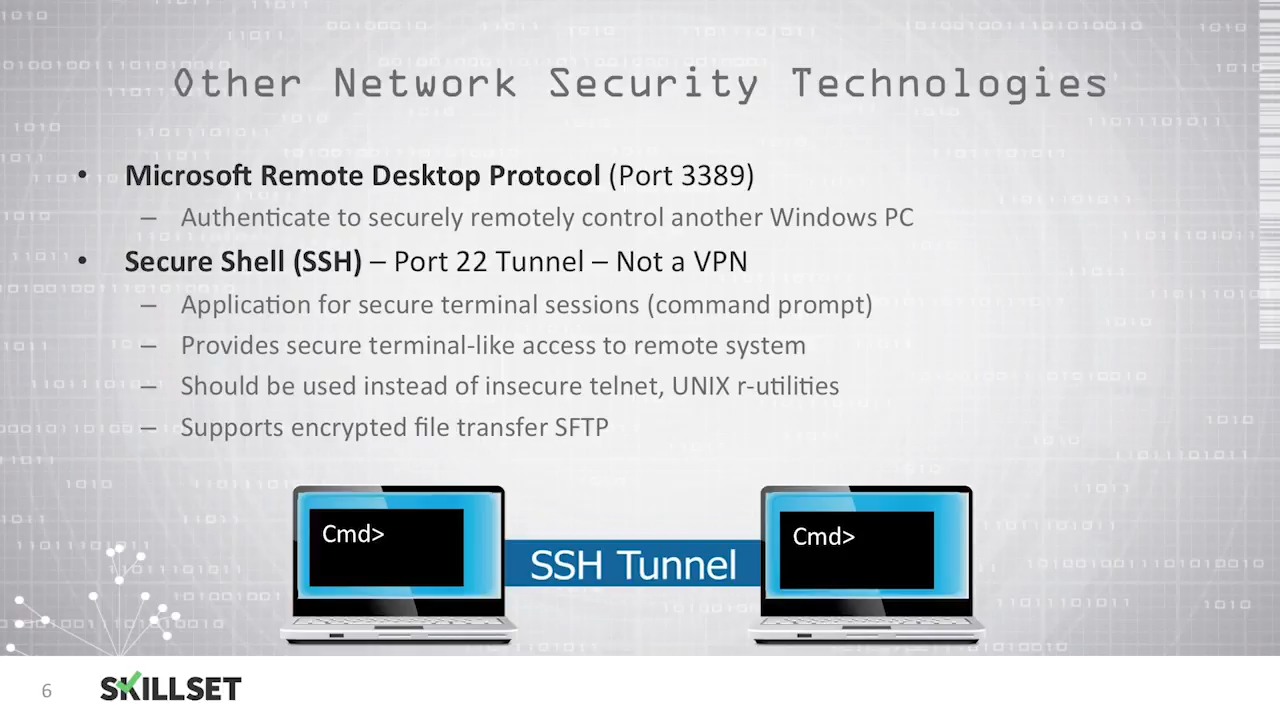 Other Network Security Technologies
• Microsoft Remote Desktop Protocol (Port 3389)
– Authenticate to securely remotely control another Windows PC
• Secure Shell (SSH) – Port 22 Tunnel – Not a VPN
– Application for secure terminal sessions (command prompt)
– Provides secure terminal-like access to remote system
– Should be used instead of insecure telnet, UNIX r-utilities
– Supports encrypted file transfer SFTP
Cmd>
SSH Tunnel
Cmd>
6
SKILLSET